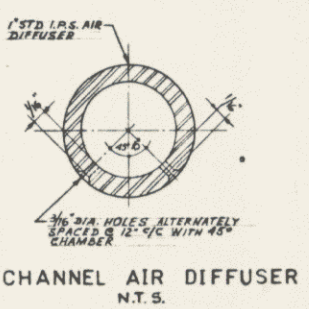 1" STD I.P.S. AIR
DIFFUSER
45°
3/16" DIA. HOLES ALTERNATELY
SPACED @ 12" C/C WITH 45°
CHAMBER
CHANNEL AIR DIFFUSER
N.T.S.